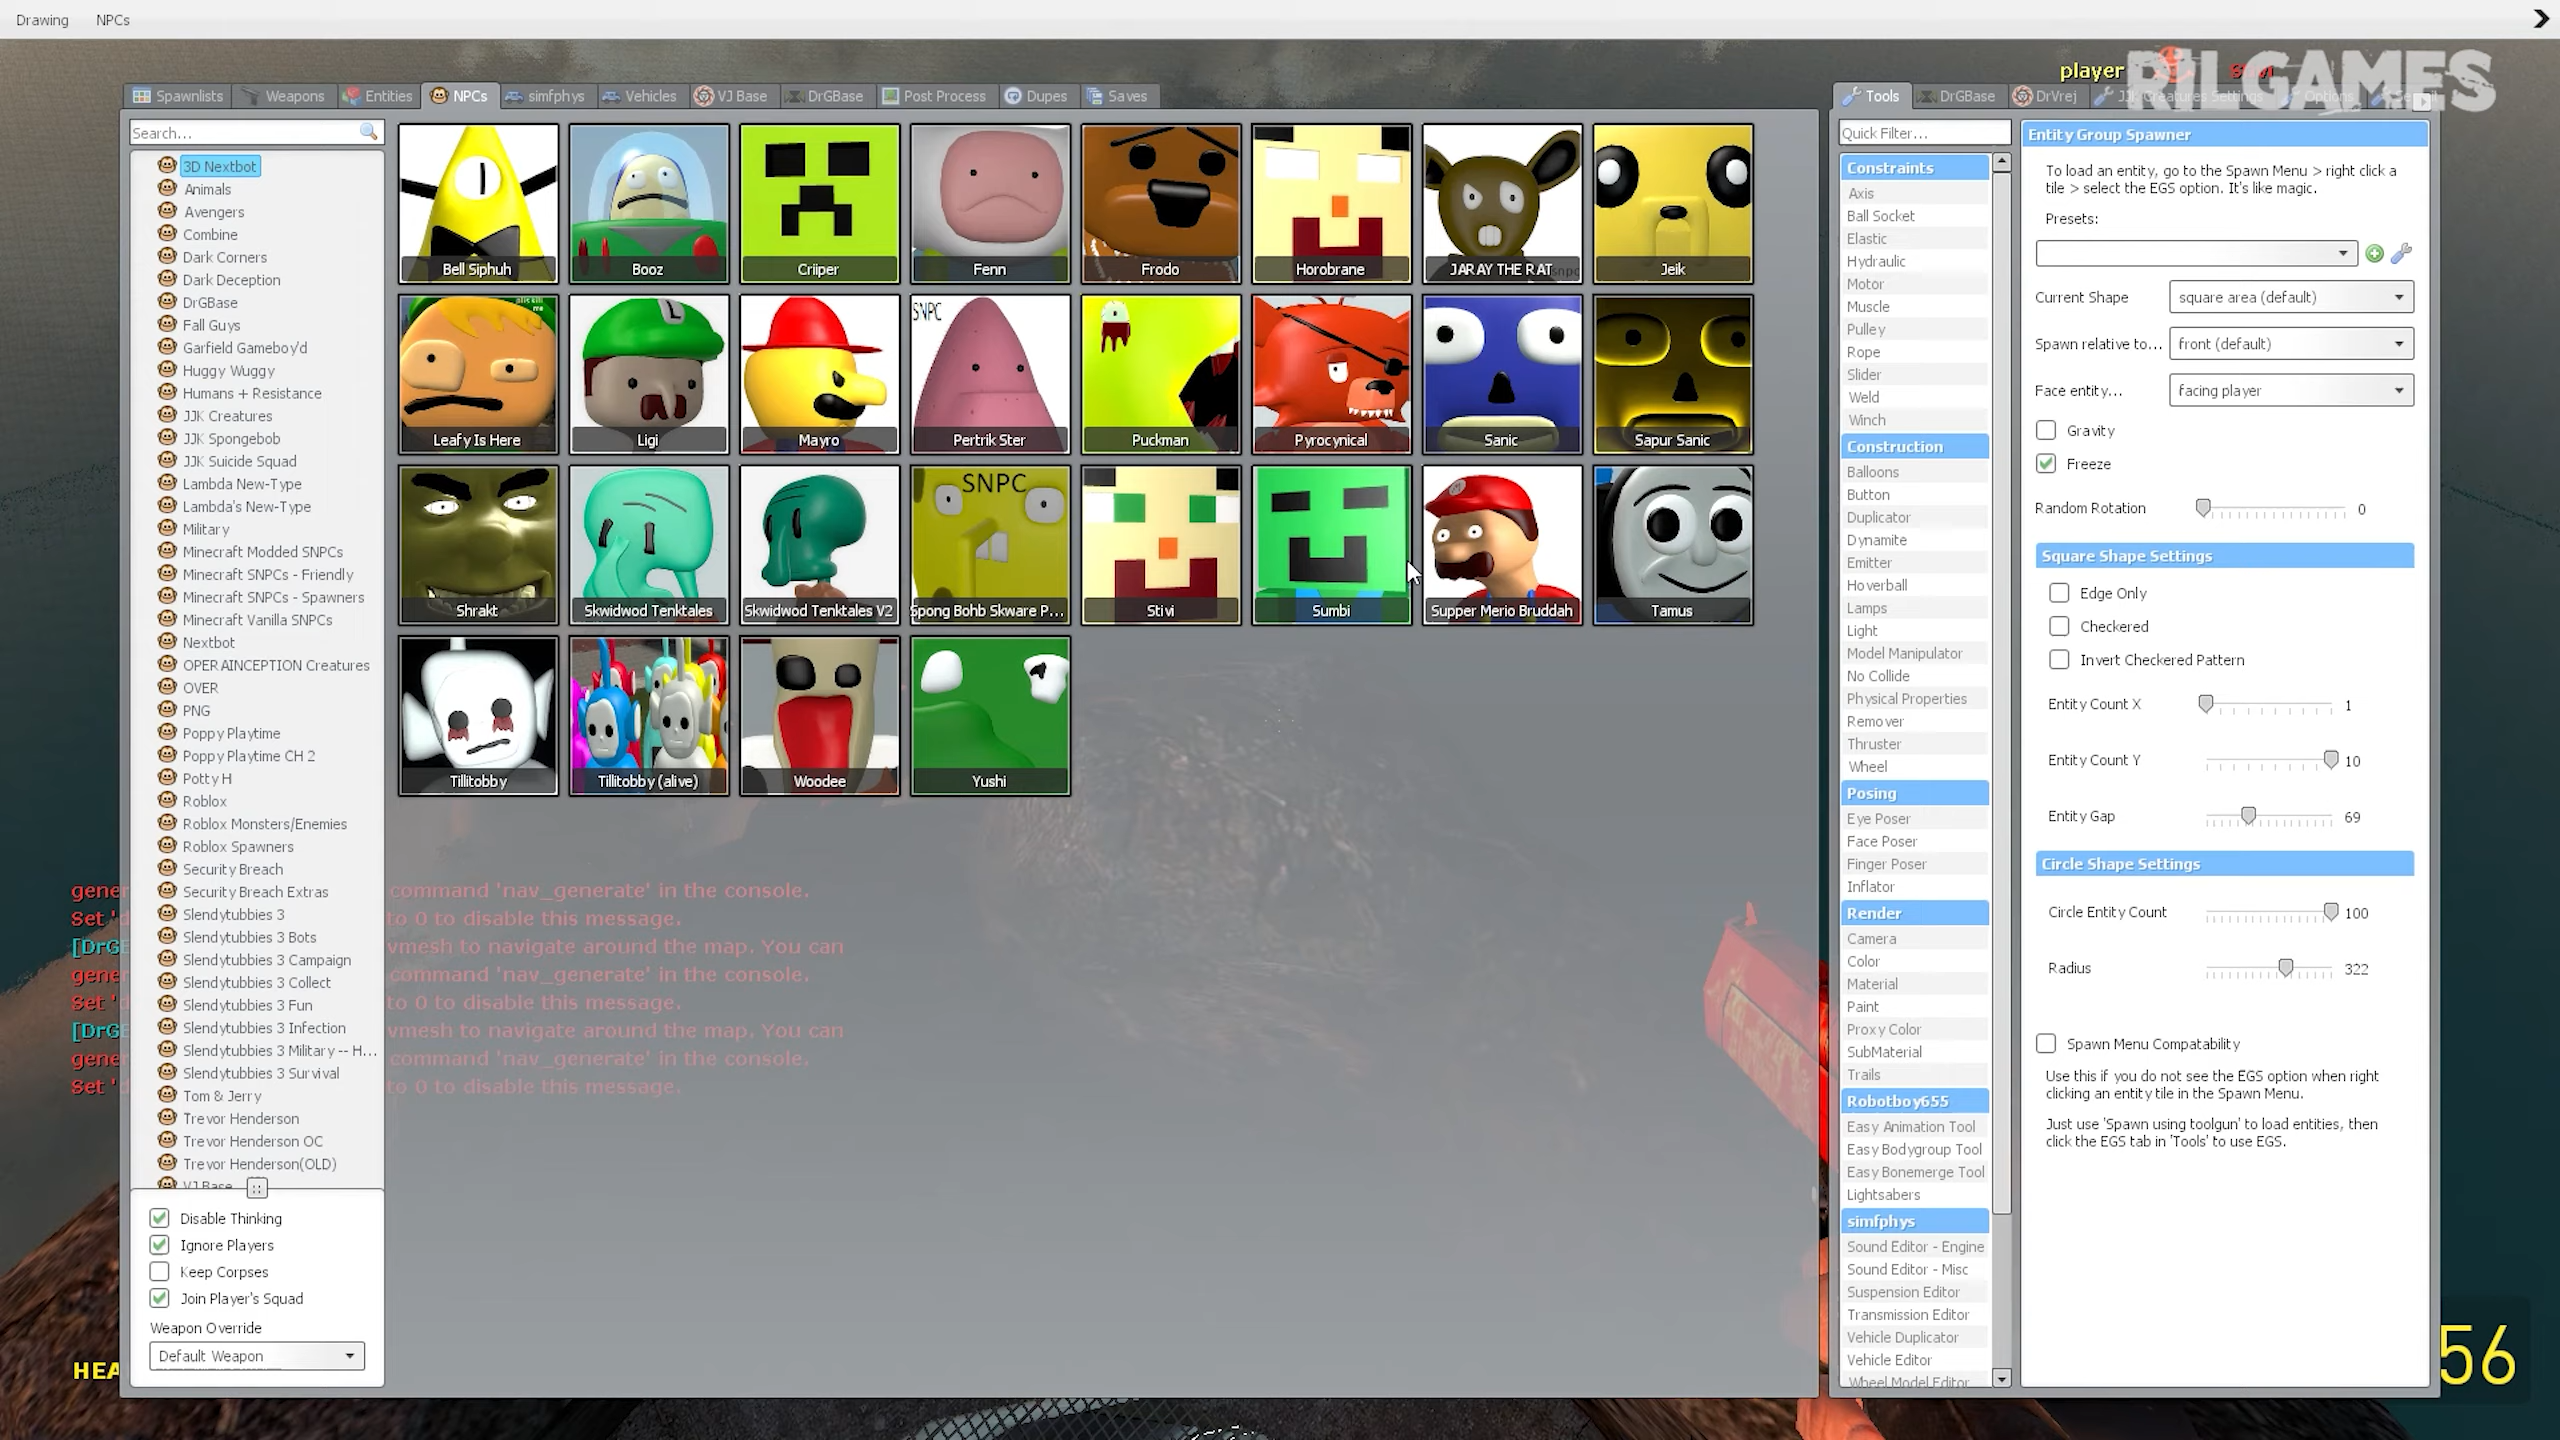 Drawing NPCs
player
RHLGAMES
Spawnlists Weapons Entities NPCs simfphys Vehicles VJ Base DrGBase Post Process Dupes Saves
Search...
3D Nextbot
Animals
Avengers
Combine
Dark Corners
Dark Deception
DrGBase
Fall Guys
Garfield Gameboy'd
Huggy Wuggy
Humans + Resistance
JJK Creatures
JJK Spongebob
JJK Suicide Squad
Lambda New-Type
Lambda's New-Type
Military
Minecraft Modded SNPCs
Minecraft SNPCs - Friendly
Minecraft SNPCs - Spawners
Minecraft Vanilla SNPCs
Nextbot
OPERAINCEPTION Creatures
OVER
PNG
Poppy Playtime
Poppy Playtime CH 2
Potty H
Roblox
Roblox Monsters/Enemies
Roblox Spawners
Security Breach
Security Breach Extras
Slendytubbies 3
Slendytubbies 3 Bots
Slendytubbies 3 Campaign
Slendytubbies 3 Collect
Slendytubbies 3 Fun
Slendytubbies 3 Infection
Slendytubbies 3 Military -- H...
Slendytubbies 3 Survival
Tom & Jerry
Trevor Henderson
Trevor Henderson OC
Trevor Henderson(OLD)
VJ Base
Disable Thinking
Ignore Players
Keep Corpses
Join Player's Squad
Weapon Override
Default Weapon
Bell Siphuh Booz Criiper Fenn Frodo Horobrane JARAY THE RAT Jeik
Leafy Is Here Ligi Mayro SNPC Pertrik Ster Puckman Pyrocynical Sanic Sapur Sanic
Shrakt Skwidwod Tenktales Skwidwod Tenktales V2 SNPC Spong Bohb Skware P... Stivi Sumbi Supper Merio Bruddah Tamus
Tillitobby Tillitobby (alive) Woodee Yushi
gener command 'nav_generate' in the console.
Set ' to 0 to disable this message.
[DrG vmesh to navigate around the map. You can
gener command 'nav_generate' in the console.
Set ' to 0 to disable this message.
[DrG vmesh to navigate around the map. You can
gener command 'nav_generate' in the console.
Set ' to 0 to disable this message.
HEA
56
Tools DrGBase DrVrej JJK Creatures Settings Options
Quick Filter...
Constraints
Axis
Ball Socket
Elastic
Hydraulic
Motor
Muscle
Pulley
Rope
Slider
Weld
Winch
Construction
Balloons
Button
Duplicator
Dynamite
Emitter
Hoverball
Lamps
Light
Model Manipulator
No Collide
Physical Properties
Remover
Thruster
Wheel
Posing
Eye Poser
Face Poser
Finger Poser
Inflator
Render
Camera
Color
Material
Paint
Proxy Color
SubMaterial
Trails
Robotboy655
Easy Animation Tool
Easy Bodygroup Tool
Easy Bonemerge Tool
Lightsabers
simfphys
Sound Editor - Engine
Sound Editor - Misc
Suspension Editor
Transmission Editor
Vehicle Duplicator
Vehicle Editor
Wheel Model Editor
Entity Group Spawner
To load an entity, go to the Spawn Menu > right click a
tile > select the EGS option. It's like magic.
Presets:
Current Shape square area (default)
Spawn relative to... front (default)
Face entity... facing player
Gravity
Freeze
Random Rotation 0
Square Shape Settings
Edge Only
Checkered
Invert Checkered Pattern
Entity Count X 1
Entity Count Y 10
Entity Gap 69
Circle Shape Settings
Circle Entity Count 100
Radius 322
Spawn Menu Compatability
Use this if you do not see the EGS option when right
clicking an entity tile in the Spawn Menu.
Just use 'Spawn using toolgun' to load entities, then
click the EGS tab in 'Tools' to use EGS.